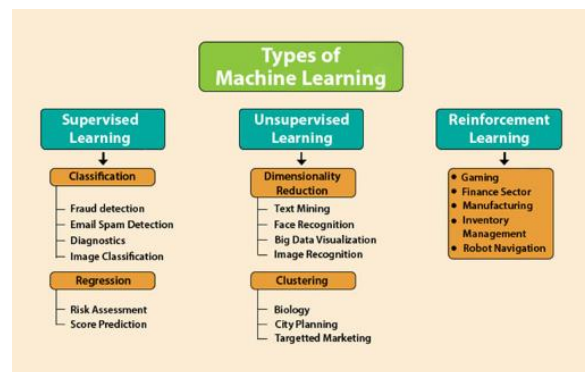 Types of
Machine Learning
Supervised
Learning
Classification
Fraud detection
Email Spam Detection
Diagnostics
Image Classification
Regression
Risk Assessment
Score Prediction
Unsupervised
Learning
Dimensionality
Reduction
Text Mining
Face Recognition
Big Data Visualization
Image Recognition
Clustering
Biology
City Planning
Targetted Marketing
Reinforcement
Learning
• Gaming
• Finance Sector
• Manufacturing
• Inventory
Management
• Robot Navigation